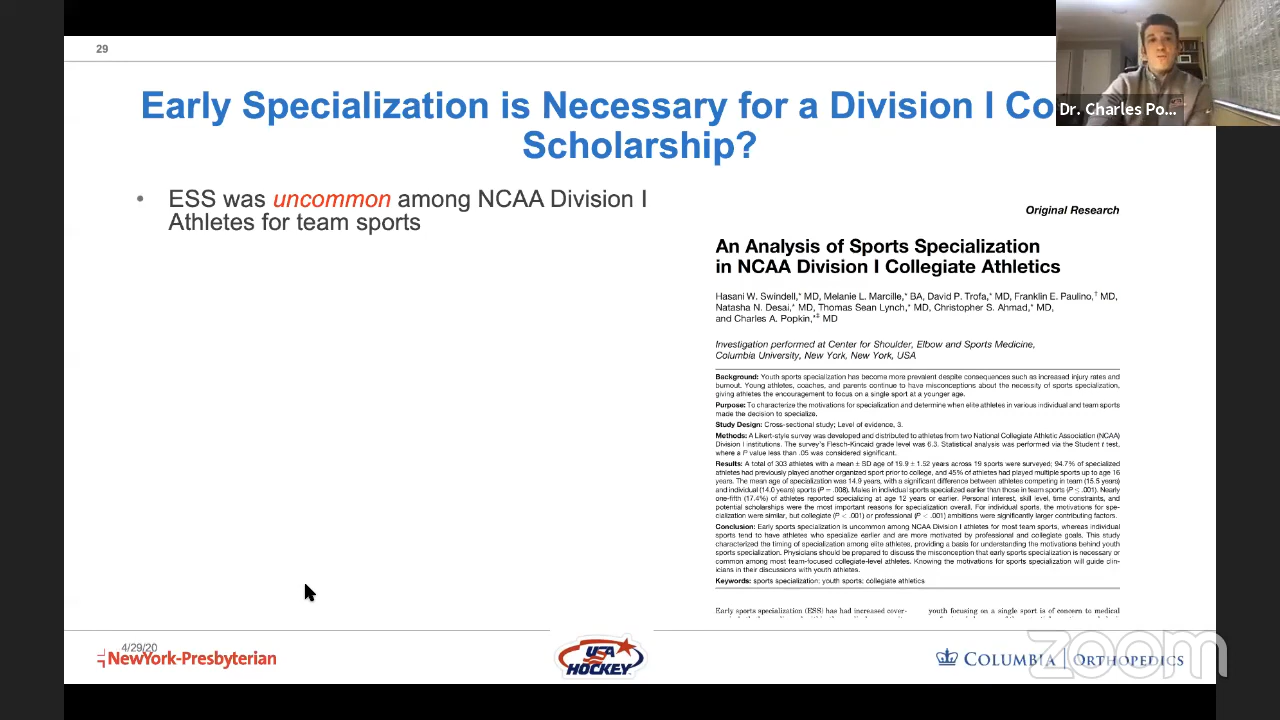 29
Early Specialization is Necessary for a Division I Co
Scholarship?
Dr. Charles Po...
• ESS was uncommon among NCAA Division I
Athletes for team sports
Original Research
An Analysis of Sports Specialization
in NCAA Division I Collegiate Athletics
Hasani W. Swindell,* MD, Melanie L. Marcille,* BA, David P. Trofa,* MD, Franklin E. Paulino,† MD,
Natasha N. Desai,* MD, Thomas Sean Lynch,* MD, Christopher S. Ahmad,* MD,
and Charles A. Popkin,*‡ MD
Investigation performed at Center for Shoulder, Elbow and Sports Medicine,
Columbia University, New York, New York, USA
Background: Youth sports specialization has become more prevalent despite consequences such as increased injury rates and
burnout. Young athletes, coaches, and parents continue to have misconceptions about the necessity of sports specialization,
giving athletes the encouragement to focus on a single sport at a younger age.
Purpose: To characterize the motivations for specialization and determine when elite athletes in various individual and team sports
made the decision to specialize.
Study Design: Cross-sectional study; Level of evidence, 3.
Methods: A Likert-style survey was developed and distributed to athletes from two National Collegiate Athletic Association (NCAA)
Division I institutions. The survey's Flesch-Kincaid grade level was 6.3. Statistical analysis was performed via the Student t test,
where a P value less than .05 was considered significant.
Results: A total of 303 athletes with a mean ± SD age of 19.9 ± 1.52 years across 19 sports were surveyed; 94.7% of specialized
athletes had previously played another organized sport prior to college, and 45% of athletes had played multiple sports up to age 16
years. The mean age of specialization was 14.9 years, with a significant difference between athletes competing in team (15.5 years)
and individual (14.0 years) sports (P = .008). Males in individual sports specialized earlier than those in team sports (P ≤ .001). Nearly
one-fifth (17.4%) of athletes reported specializing at age 12 years or earlier. Personal interest, skill level, time constraints, and
potential scholarships were the most important reasons for specialization overall. For individual sports, the motivations for spe-
cialization were similar, but collegiate (P < .001) or professional (P < .001) ambitions were significantly larger contributing factors.
Conclusion: Early sports specialization is uncommon among NCAA Division I athletes for most team sports, whereas individual
sports tend to have athletes who specialize earlier and are more motivated by professional and collegiate goals. This study
characterized the timing of specialization among elite athletes, providing a basis for understanding the motivations behind youth
sports specialization. Physicians should be prepared to discuss the misconception that early sports specialization is necessary or
common among most team-focused collegiate-level athletes. Knowing the motivations for sports specialization will guide clin-
icians in their discussions with youth athletes.
Keywords: sports specialization; youth sports; collegiate athletics
Early sports specialization (ESS) has had increased cover-
youth focusing on a single sport is of concern to medical
4/29/20
NewYork-Presbyterian
USA
HOCKEY
COLUMBIA | ORTHOPEDICS
zoom